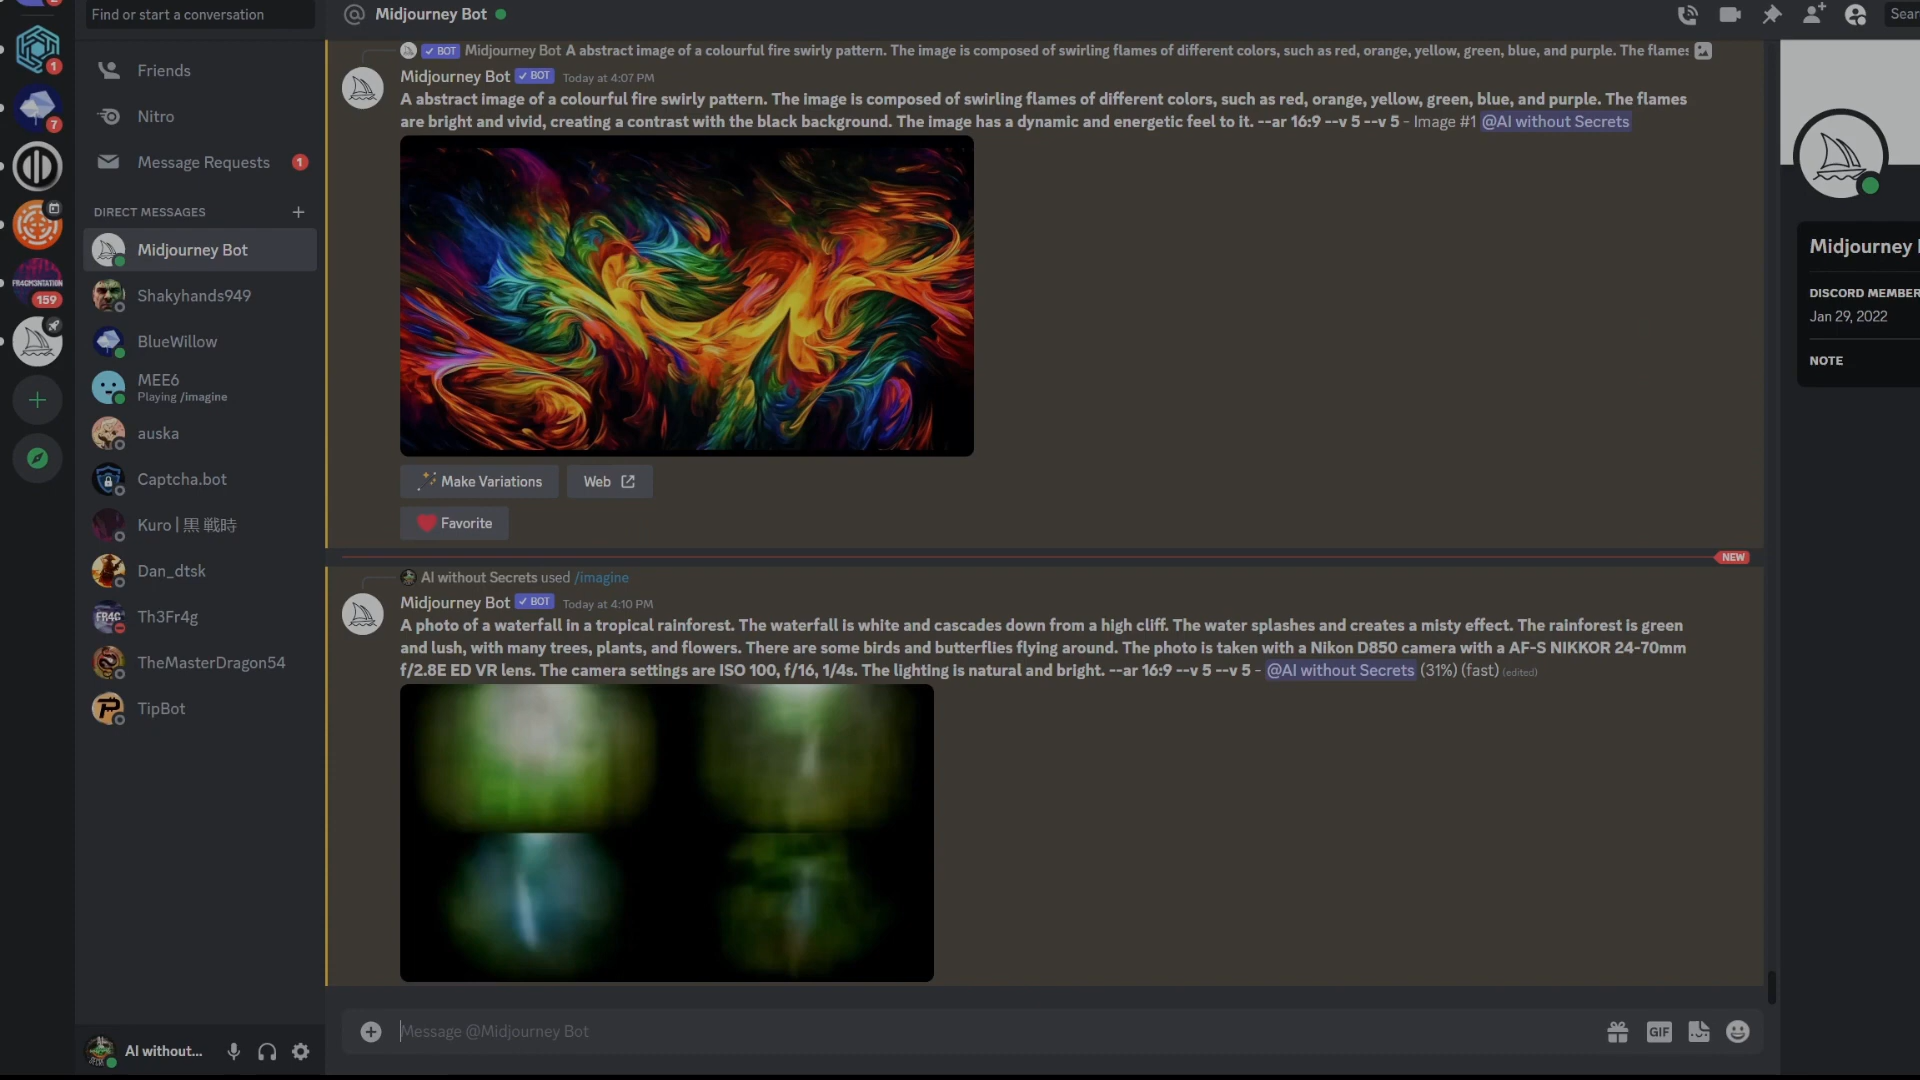 Find or start a conversation
Friends
Nitro
Message Requests
1
DIRECT MESSAGES
Midjourney Bot
Shakyhands949
BlueWillow
MEE6
Playing /imagine
auska
Captcha.bot
Kuro | 黒 戦時
Dan_dtsk
Th3Fr4g
TheMasterDragon54
TipBot
AI without...
2
1
7
FR4GM3NTATION
159
Midjourney Bot
Sear
BOT Midjourney Bot A abstract image of a colourful fire swirly pattern. The image is composed of swirling flames of different colors, such as red, orange, yellow, green, blue, and purple. The flames
Midjourney Bot BOT Today at 4:07 PM
A abstract image of a colourful fire swirly pattern. The image is composed of swirling flames of different colors, such as red, orange, yellow, green, blue, and purple. The flames
are bright and vivid, creating a contrast with the black background. The image has a dynamic and energetic feel to it. --ar 16:9 --v 5 --v 5 - Image #1 @AI without Secrets
Make Variations
Web
Favorite
NEW
AI without Secrets used /imagine
Midjourney Bot BOT Today at 4:10 PM
A photo of a waterfall in a tropical rainforest. The waterfall is white and cascades down from a high cliff. The water splashes and creates a misty effect. The rainforest is green
and lush, with many trees, plants, and flowers. There are some birds and butterflies flying around. The photo is taken with a Nikon D850 camera with a AF-S NIKKOR 24-70mm
f/2.8E ED VR lens. The camera settings are ISO 100, f/16, 1/4s. The lighting is natural and bright. --ar 16:9 --v 5 --v 5 - @AI without Secrets (31%) (fast) (edited)
Message @Midjourney Bot
GIF
Midjourney
DISCORD MEMBER
Jan 29, 2022
NOTE